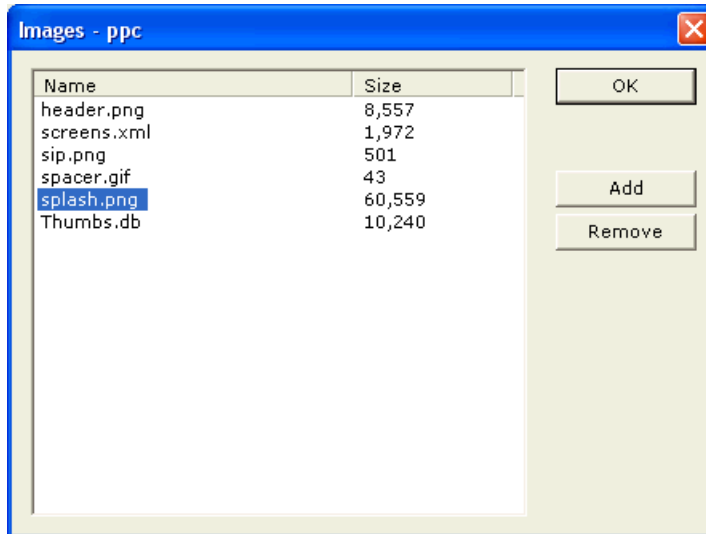 Images - ppc
Name Size
OK
header.png 8,557
screens.xml 1,972
sip.png 501
spacer.gif 43
Add
splash.png 60,559
Thumbs.db 10,240
Remove